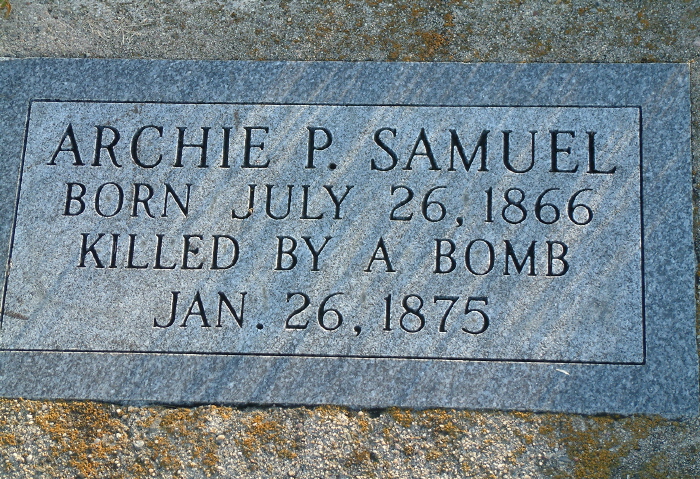 ARCHIE P. SAMUEL
BORN JULY 26, 1866
KILLED BY A BOMB
JAN. 26, 1875